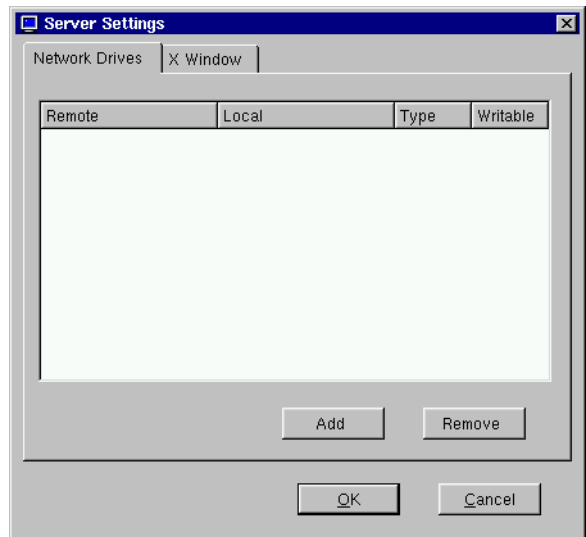 Server Settings
Network Drives X Window
Remote Local Type Writable
Add Remove
OK Cancel